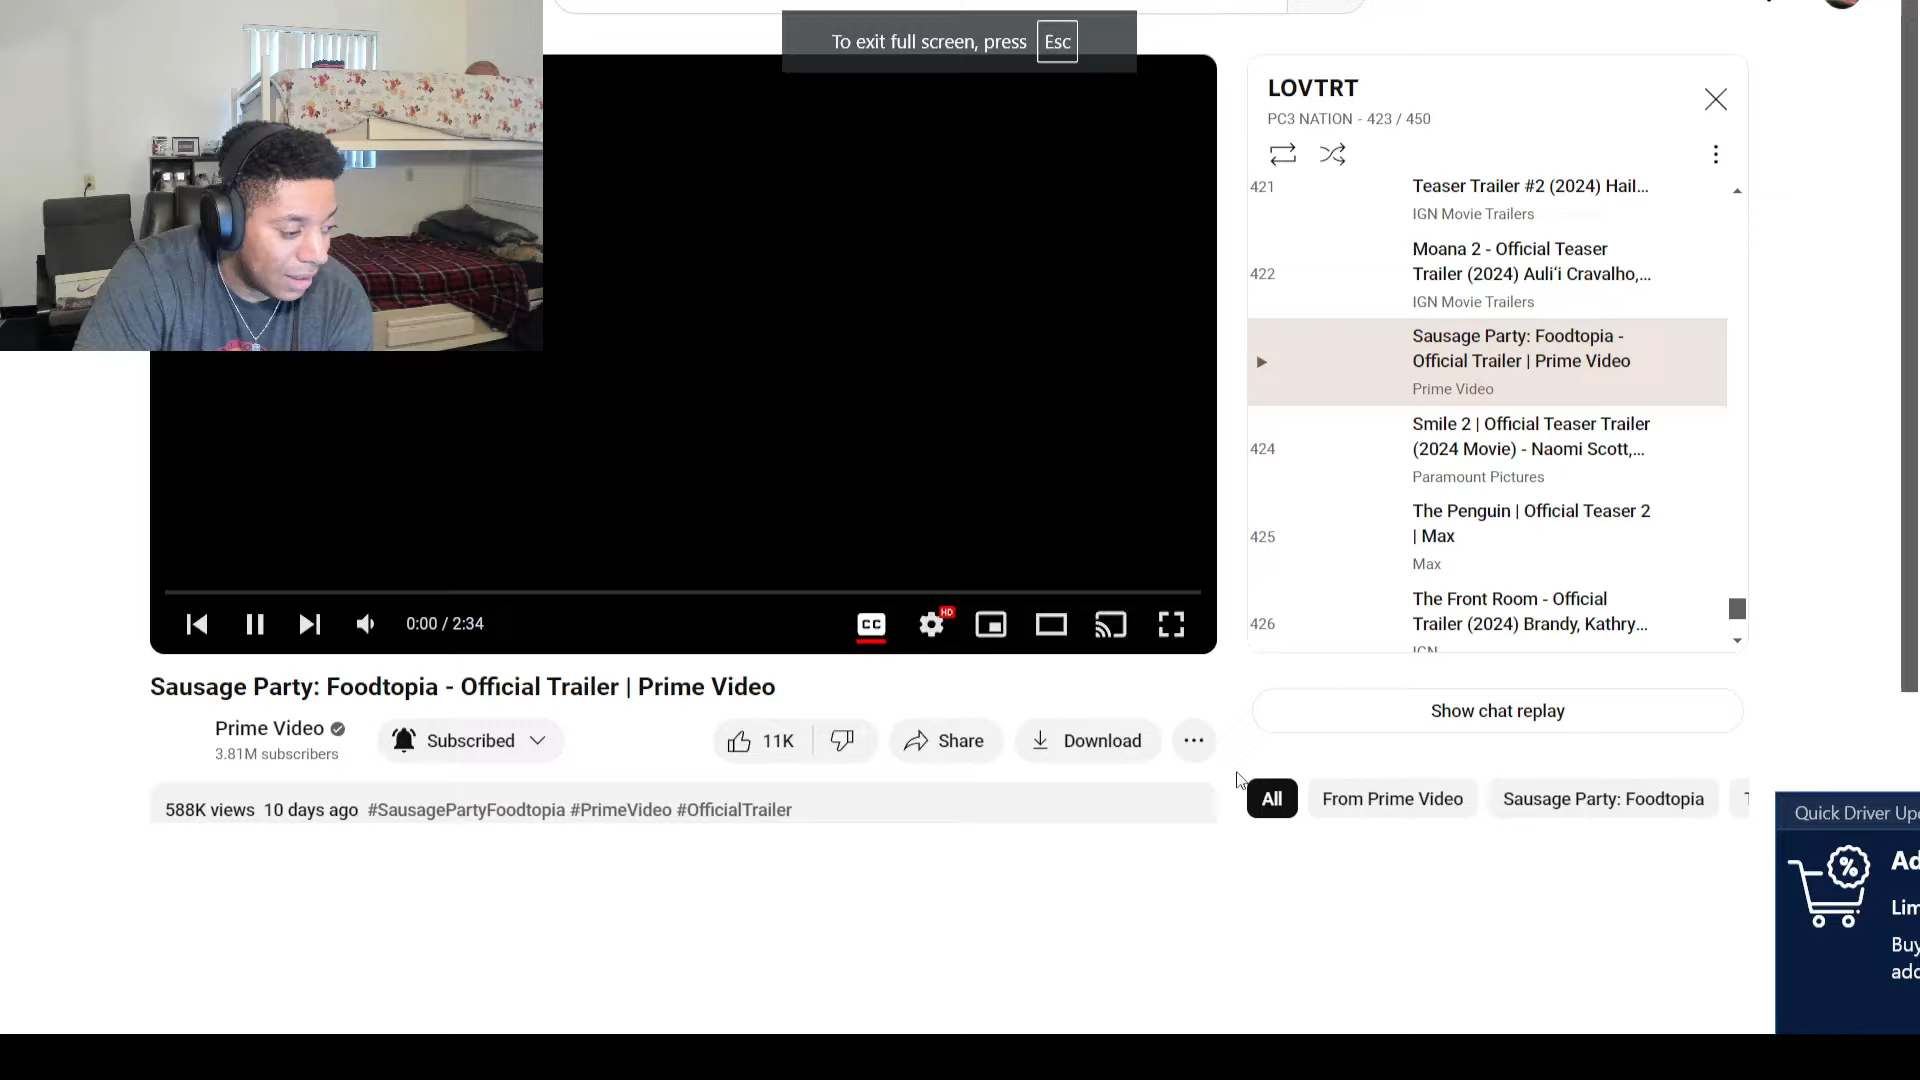 To exit full screen, press Esc
LOVTRT
PC3 NATION - 423 / 450
421
Teaser Trailer #2 (2024) Hail...
IGN Movie Trailers
422
Moana 2 - Official Teaser
Trailer (2024) Auli'i Cravalho,...
IGN Movie Trailers
Sausage Party: Foodtopia -
Official Trailer | Prime Video
Prime Video
424
Smile 2 | Official Teaser Trailer
(2024 Movie) - Naomi Scott,...
Paramount Pictures
425
The Penguin | Official Teaser 2
| Max
Max
426
The Front Room - Official
Trailer (2024) Brandy, Kathry...
IGN
0:00 / 2:34
CC
HD
Sausage Party: Foodtopia - Official Trailer | Prime Video
Prime Video
3.81M subscribers
Subscribed
11K
Share
Download
588K views 10 days ago #SausagePartyFoodtopia #PrimeVideo #OfficialTrailer
Show chat replay
All
From Prime Video
Sausage Party: Foodtopia
Quick Driver
%